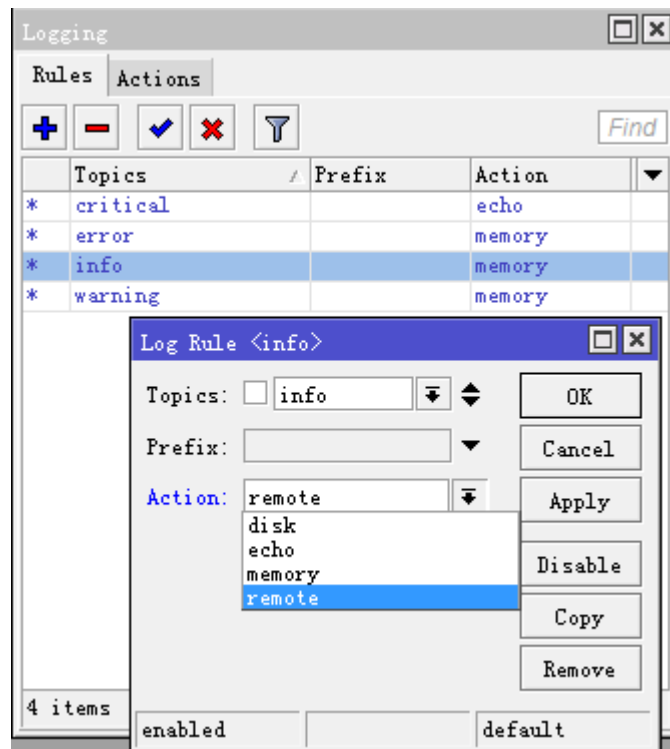 Logging
Rules Actions
Find
Topics Prefix Action
* critical echo
* error memory
* info memory
* warning memory
Log Rule <info>
Topics: info OK
Prefix: Cancel
Action: remote Apply
disk
echo
memory Disable
remote
Copy
Remove
4 items
enabled default